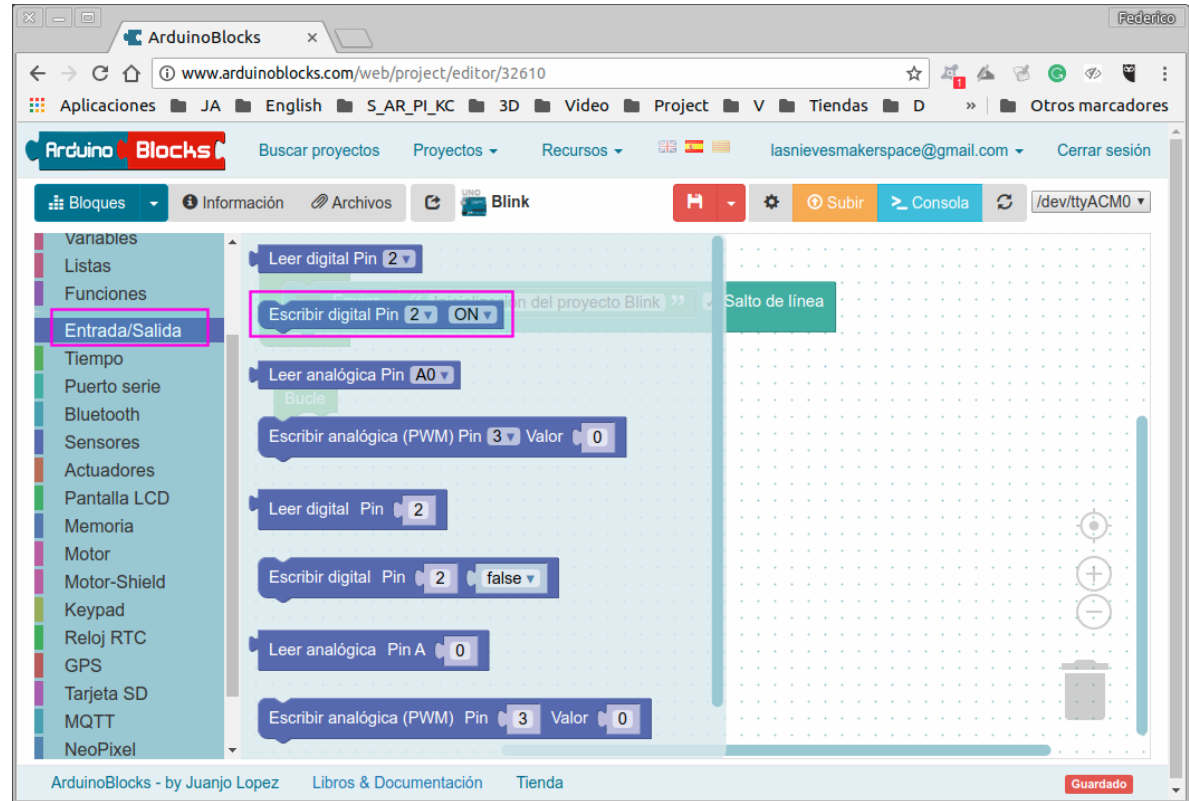 Federico
ArduinoBlocks ×
www.arduinoblocks.com/web/project/editor/32610
1
Aplicaciones JA English S_AR_PI_KC 3D Video Project V Tiendas D » Otros marcadores
Arduino Blocks Buscar proyectos Proyectos Recursos lasnievesmakerspace@gmail.com Cerrar sesión
Bloques Información Archivos UNO Blink Subir >_ Consola /dev/ttyACM0
Variables
Listas
Funciones
Entrada/Salida
Tiempo
Puerto serie
Bluetooth
Sensores
Actuadores
Pantalla LCD
Memoria
Motor
Motor-Shield
Keypad
Reloj RTC
GPS
Tarjeta SD
MQTT
NeoPixel
Leer digital Pin 2
Inicialización del proyecto Blink ” Salto de línea
Escribir digital Pin 2 ON
Leer analógica Pin A0
Bucle
Escribir analógica (PWM) Pin 3 Valor 0
Leer digital Pin 2
Escribir digital Pin 2 false
Leer analógica Pin A 0
Escribir analógica (PWM) Pin 3 Valor 0
ArduinoBlocks - by Juanjo Lopez Libros & Documentación Tienda Guardado